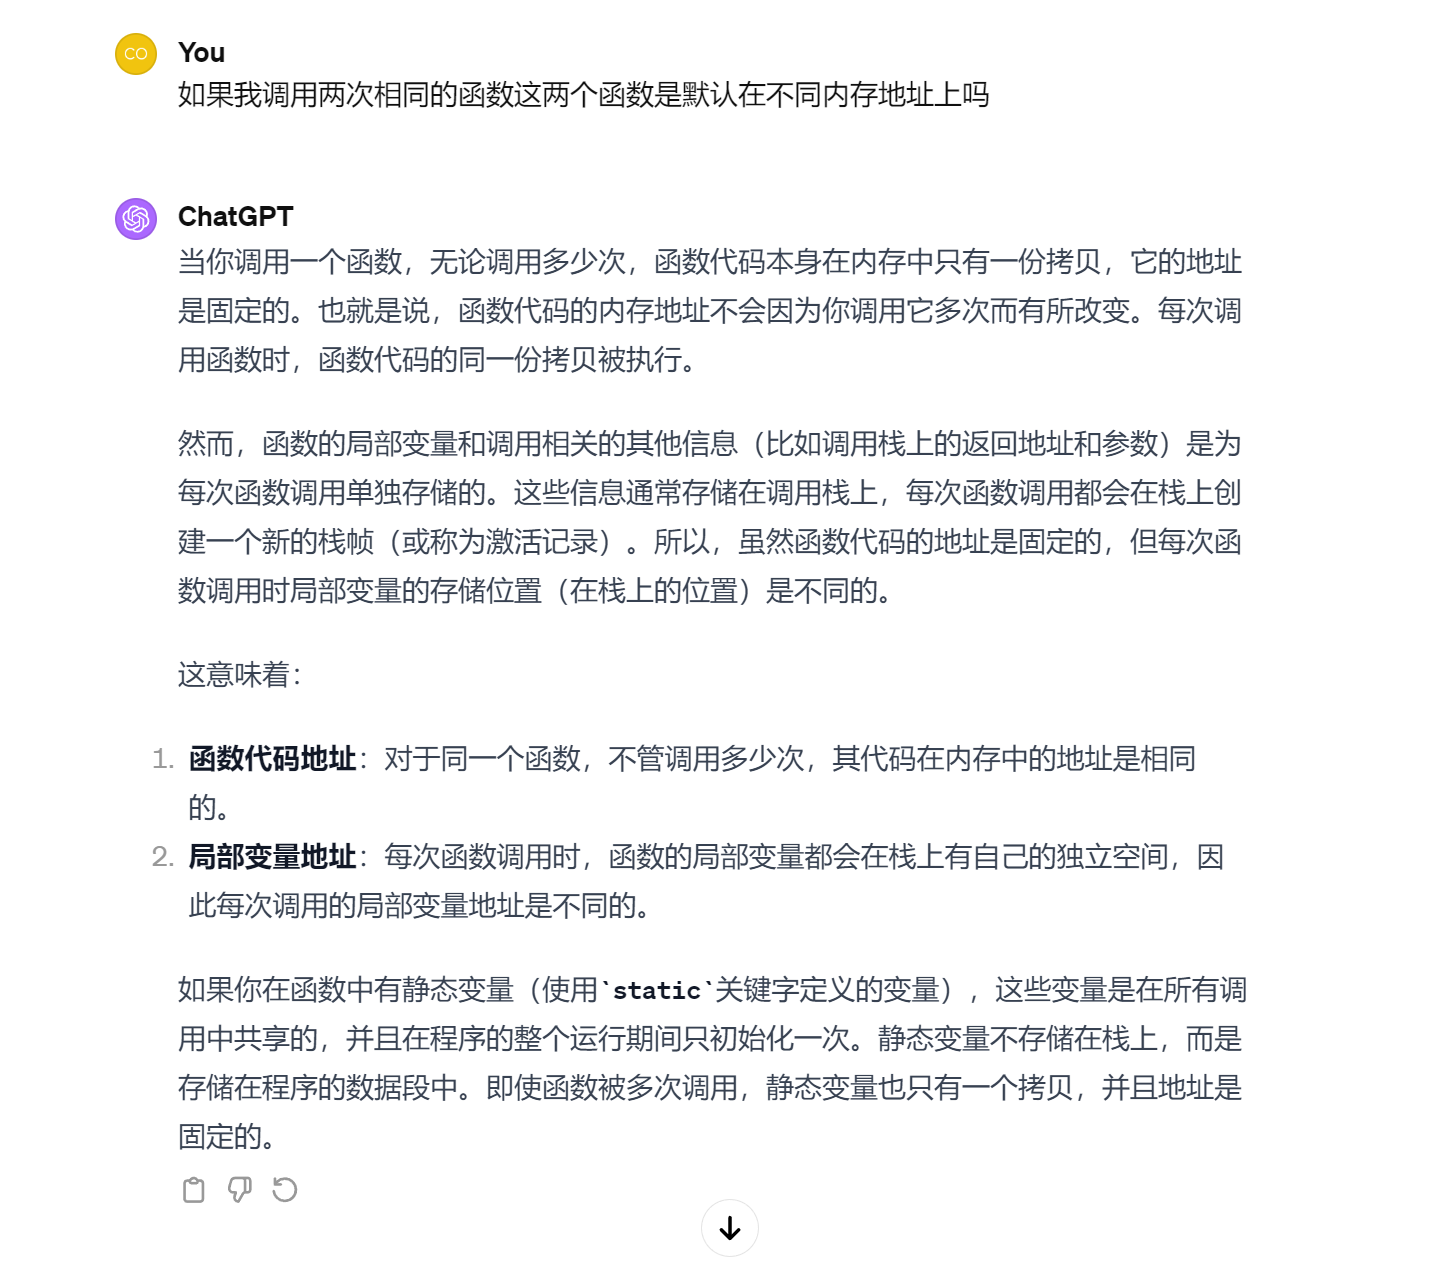 CO
You
如果我调用两次相同的函数这两个函数是默认在不同内存地址上吗
ChatGPT
当你调用一个函数，无论调用多少次，函数代码本身在内存中只有一份拷贝，它的地址
是固定的。也就是说，函数代码的内存地址不会因为你调用它多次而有所改变。每次调
用函数时，函数代码的同一份拷贝被执行。
然而，函数的局部变量和调用相关的其他信息（比如调用栈上的返回地址和参数）是为
每次函数调用单独存储的。这些信息通常存储在调用栈上，每次函数调用都会在栈上创
建一个新的栈帧（或称为激活记录）。所以，虽然函数代码的地址是固定的，但每次函
数调用时局部变量的存储位置（在栈上的位置）是不同的。
这意味着：
1. 函数代码地址：对于同一个函数，不管调用多少次，其代码在内存中的地址是相同
的。
2. 局部变量地址：每次函数调用时，函数的局部变量都会在栈上有自己的独立空间，因
此每次调用的局部变量地址是不同的。
如果你在函数中有静态变量（使用`static`关键字定义的变量），这些变量是在所有调
用中共享的，并且在程序的整个运行期间只初始化一次。静态变量不存储在栈上，而是
存储在程序的数据段中。即使函数被多次调用，静态变量也只有一个拷贝，并且地址是
固定的。